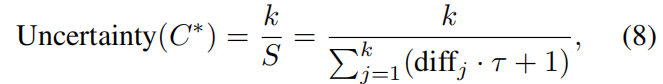 Uncertainty(C*) = k/S = k / ∑_{j=1}^{k} (diff_j · τ + 1), (8)